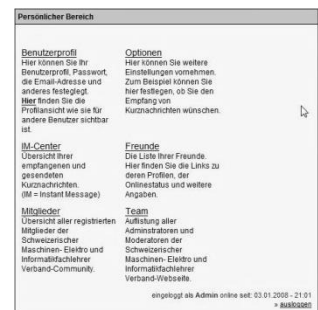 Persönlicher Bereich
Benutzerprofil
Hier können Sie Ihr
Benutzerprofil, Passwort,
die Email-Adresse und
anderes festgelegt.
Hier finden Sie die
Profilansicht wie sie für
andere Benutzer sichtbar
ist.
Optionen
Hier können Sie weitere
Einstellungen vornehmen.
Zum Beispiel können Sie
hier festlegen, ob Sie den
Empfang von
Kurznachrichten wünschen.
IM-Center
Übersicht Ihrer
empfangenen und
gesendeten
Kurznachrichten.
(IM = Instant Message)
Freunde
Die Liste Ihrer Freunde.
Hier finden Sie die Links zu
deren Profilen, der
Onlinestatus und weitere
Angaben.
Mitglieder
Übersicht aller registrierten
Mitglieder der
Schweizerischer
Maschinen- Elektro und
Informatikfachlehrer
Verband-Community.
Team
Auflistung aller
Adminstratoren und
Moderatoren der
Schweizerischer
Maschinen- Elektro und
Informatikfachlehrer
Verband-Webseite.
eingeloggt als Admin online seit: 03.01.2008 - 21:01
» ausloggen